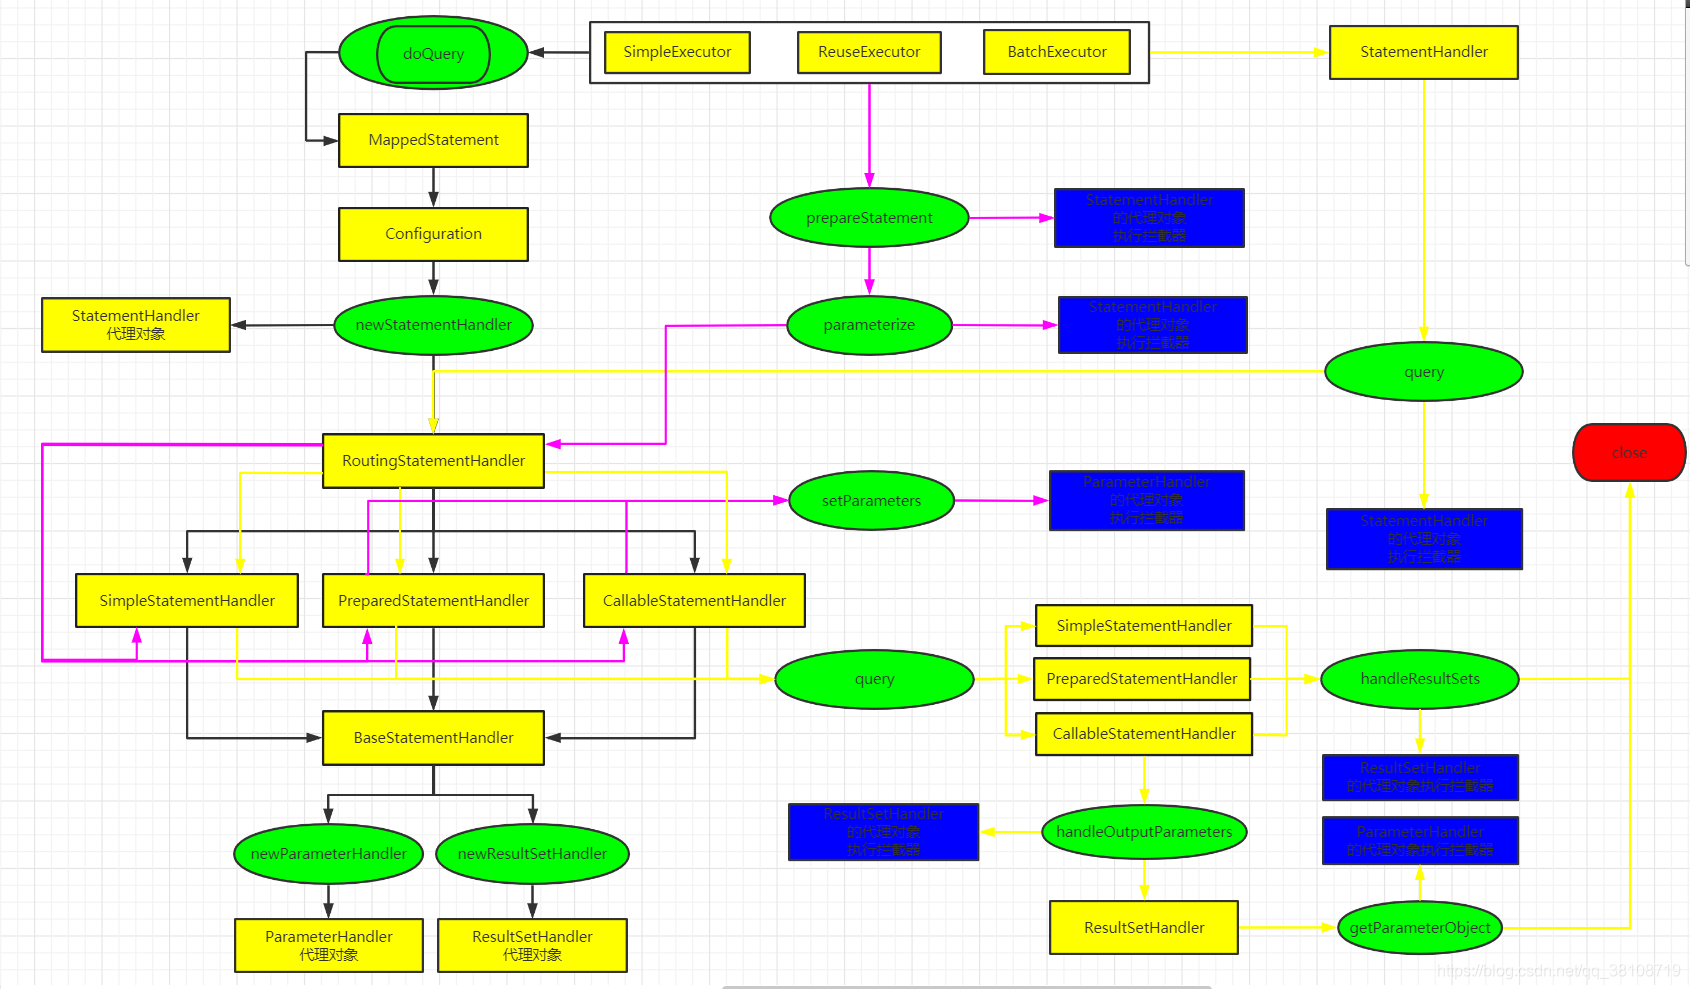 doQuery
SimpleExecutor
ReuseExecutor
BatchExecutor
StatementHandler
MappedStatement
Configuration
prepareStatement
StatementHandler
的代理对象
执行拦截器
StatementHandler
代理对象
newStatementHandler
parameterize
StatementHandler
的代理对象
执行拦截器
query
RoutingStatementHandler
close
setParameters
ParameterHandler
的代理对象
执行拦截器
StatementHandler
的代理对象
执行拦截器
SimpleStatementHandler
PreparedStatementHandler
CallableStatementHandler
SimpleStatementHandler
query
PreparedStatementHandler
handleResultSets
CallableStatementHandler
BaseStatementHandler
ResultSetHandler
的代理对象执行拦截器
ResultSetHandler
的代理对象
执行拦截器
handleOutputParameters
ParameterHandler
的代理对象执行拦截器
newParameterHandler
newResultSetHandler
ResultSetHandler
getParameterObject
ParameterHandler
代理对象
ResultSetHandler
代理对象
https://blog.csdn.net/qq_38108719